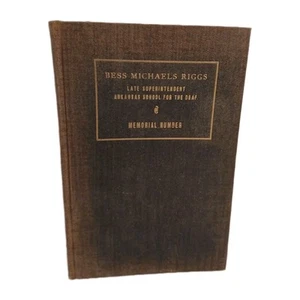 BESS MICHAELS RIGGS
LATE SUPERINTENDENT
ARKANSAS SCHOOL FOR THE DEAF
MEMORIAL NUMBER